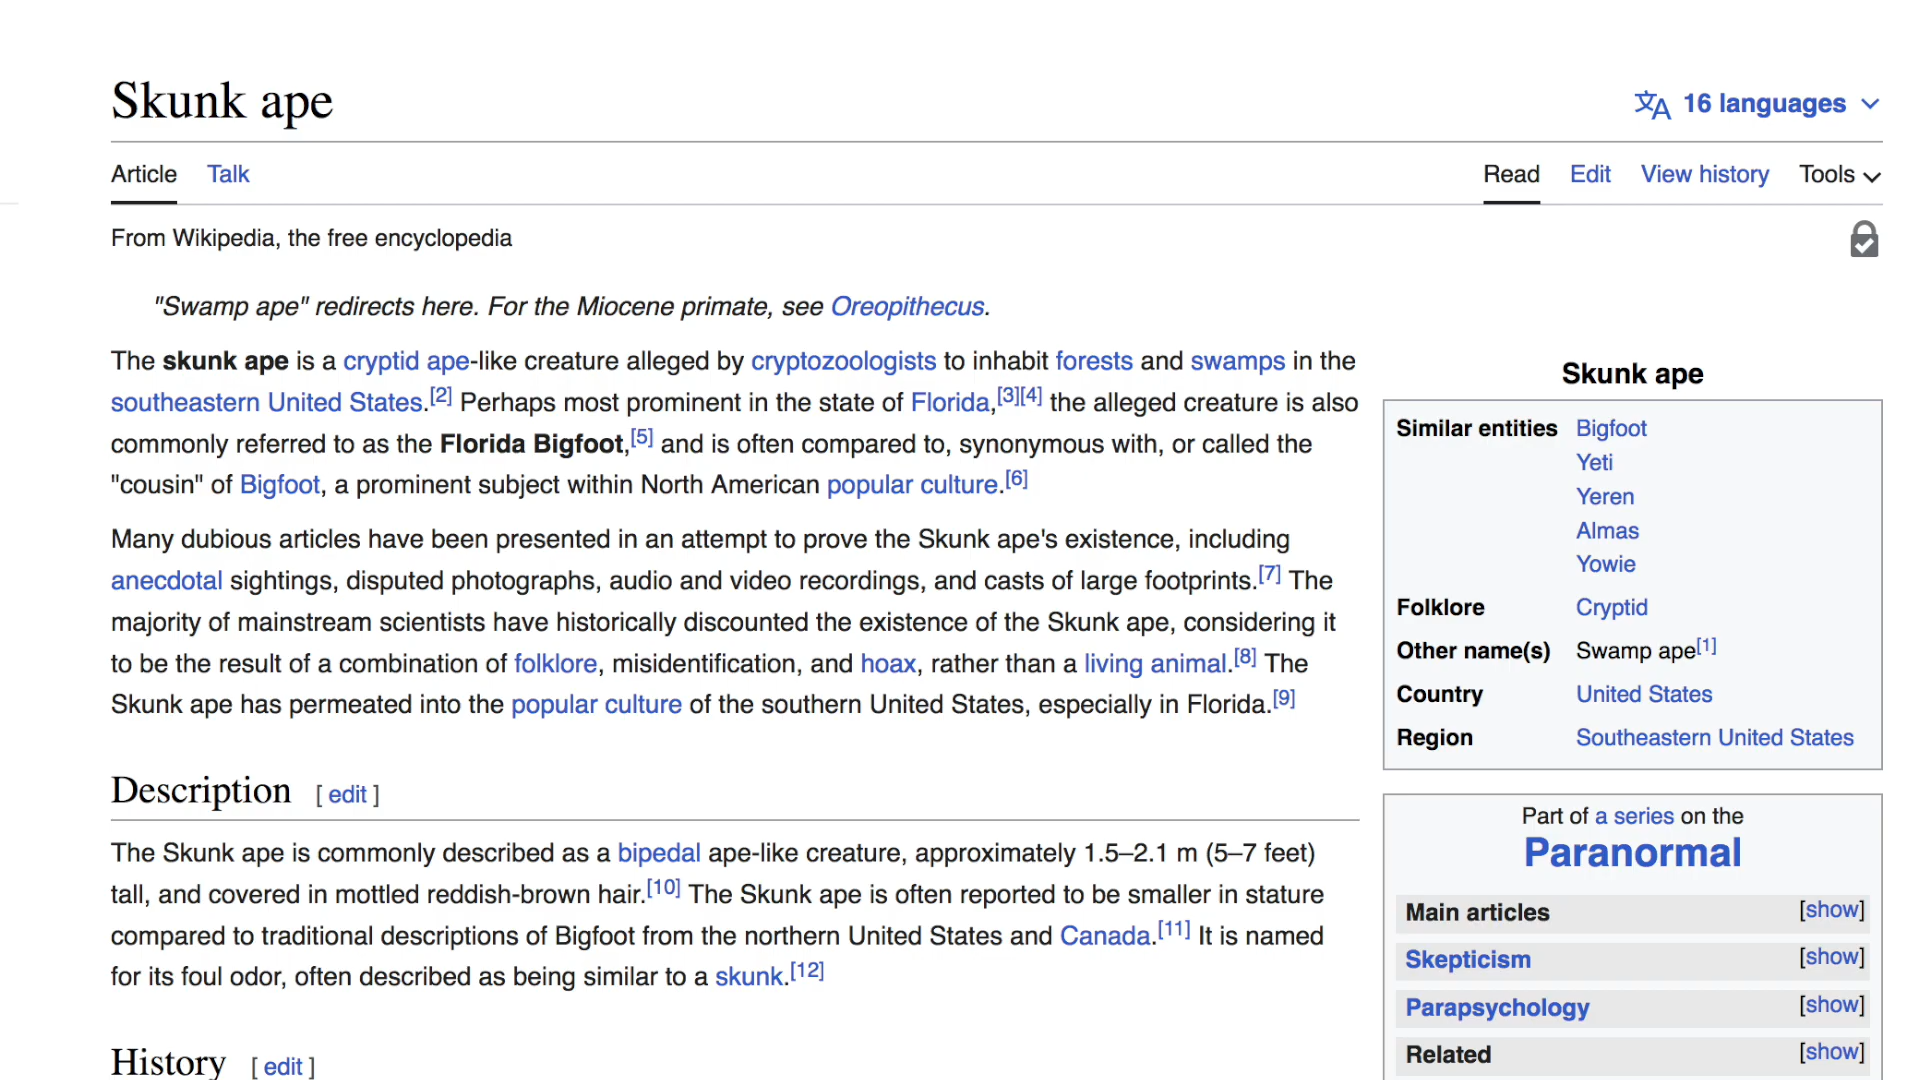 Skunk ape
16 languages
Article Talk
Read Edit View history Tools
From Wikipedia, the free encyclopedia
"Swamp ape" redirects here. For the Miocene primate, see Oreopithecus.
The skunk ape is a cryptid ape-like creature alleged by cryptozoologists to inhabit forests and swamps in the
southeastern United States.[2] Perhaps most prominent in the state of Florida,[3][4] the alleged creature is also
commonly referred to as the Florida Bigfoot,[5] and is often compared to, synonymous with, or called the
"cousin" of Bigfoot, a prominent subject within North American popular culture.[6]
Many dubious articles have been presented in an attempt to prove the Skunk ape's existence, including
anecdotal sightings, disputed photographs, audio and video recordings, and casts of large footprints.[7] The
majority of mainstream scientists have historically discounted the existence of the Skunk ape, considering it
to be the result of a combination of folklore, misidentification, and hoax, rather than a living animal.[8] The
Skunk ape has permeated into the popular culture of the southern United States, especially in Florida.[9]
Description [ edit ]
The Skunk ape is commonly described as a bipedal ape-like creature, approximately 1.5–2.1 m (5–7 feet)
tall, and covered in mottled reddish-brown hair.[10] The Skunk ape is often reported to be smaller in stature
compared to traditional descriptions of Bigfoot from the northern United States and Canada.[11] It is named
for its foul odor, often described as being similar to a skunk.[12]
History [ edit ]
Skunk ape
Similar entities Bigfoot
Yeti
Yeren
Almas
Yowie
Folklore Cryptid
Other name(s) Swamp ape[1]
Country United States
Region Southeastern United States
Part of a series on the
Paranormal
Main articles [show]
Skepticism [show]
Parapsychology [show]
Related [show]